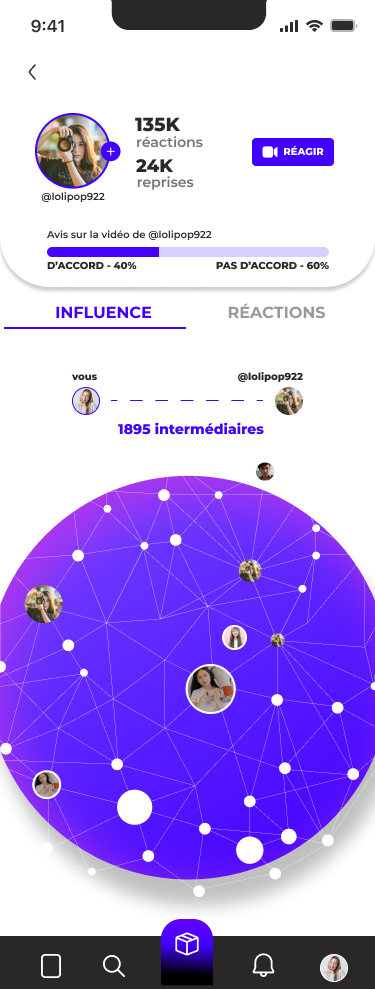 9:41
135K
réactions
24K
reprises
RÉAGIR
@lolipop922
Avis sur la vidéo de @lolipop922
D'ACCORD - 40% PAS D'ACCORD - 60%
INFLUENCE RÉACTIONS
vous @lolipop922
1895 intermédiaires